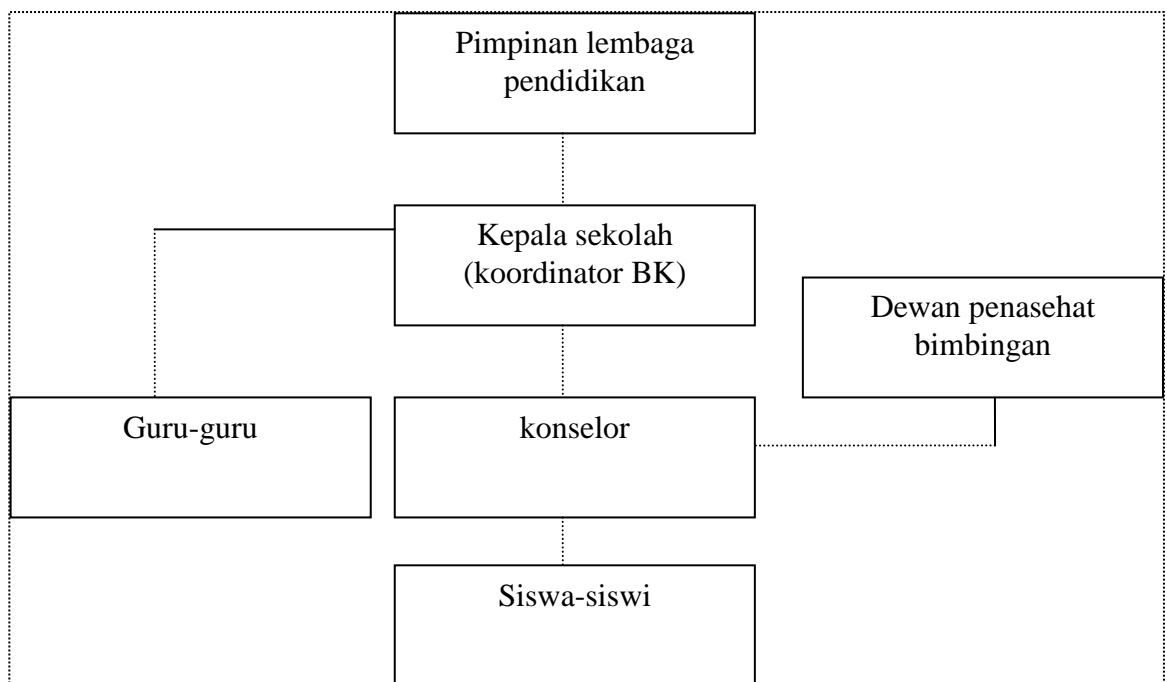 Pimpinan lembaga
pendidikan
Kepala sekolah
(koordinator BK)
Dewan penasehat
bimbingan
Guru-guru
konselor
Siswa-siswi